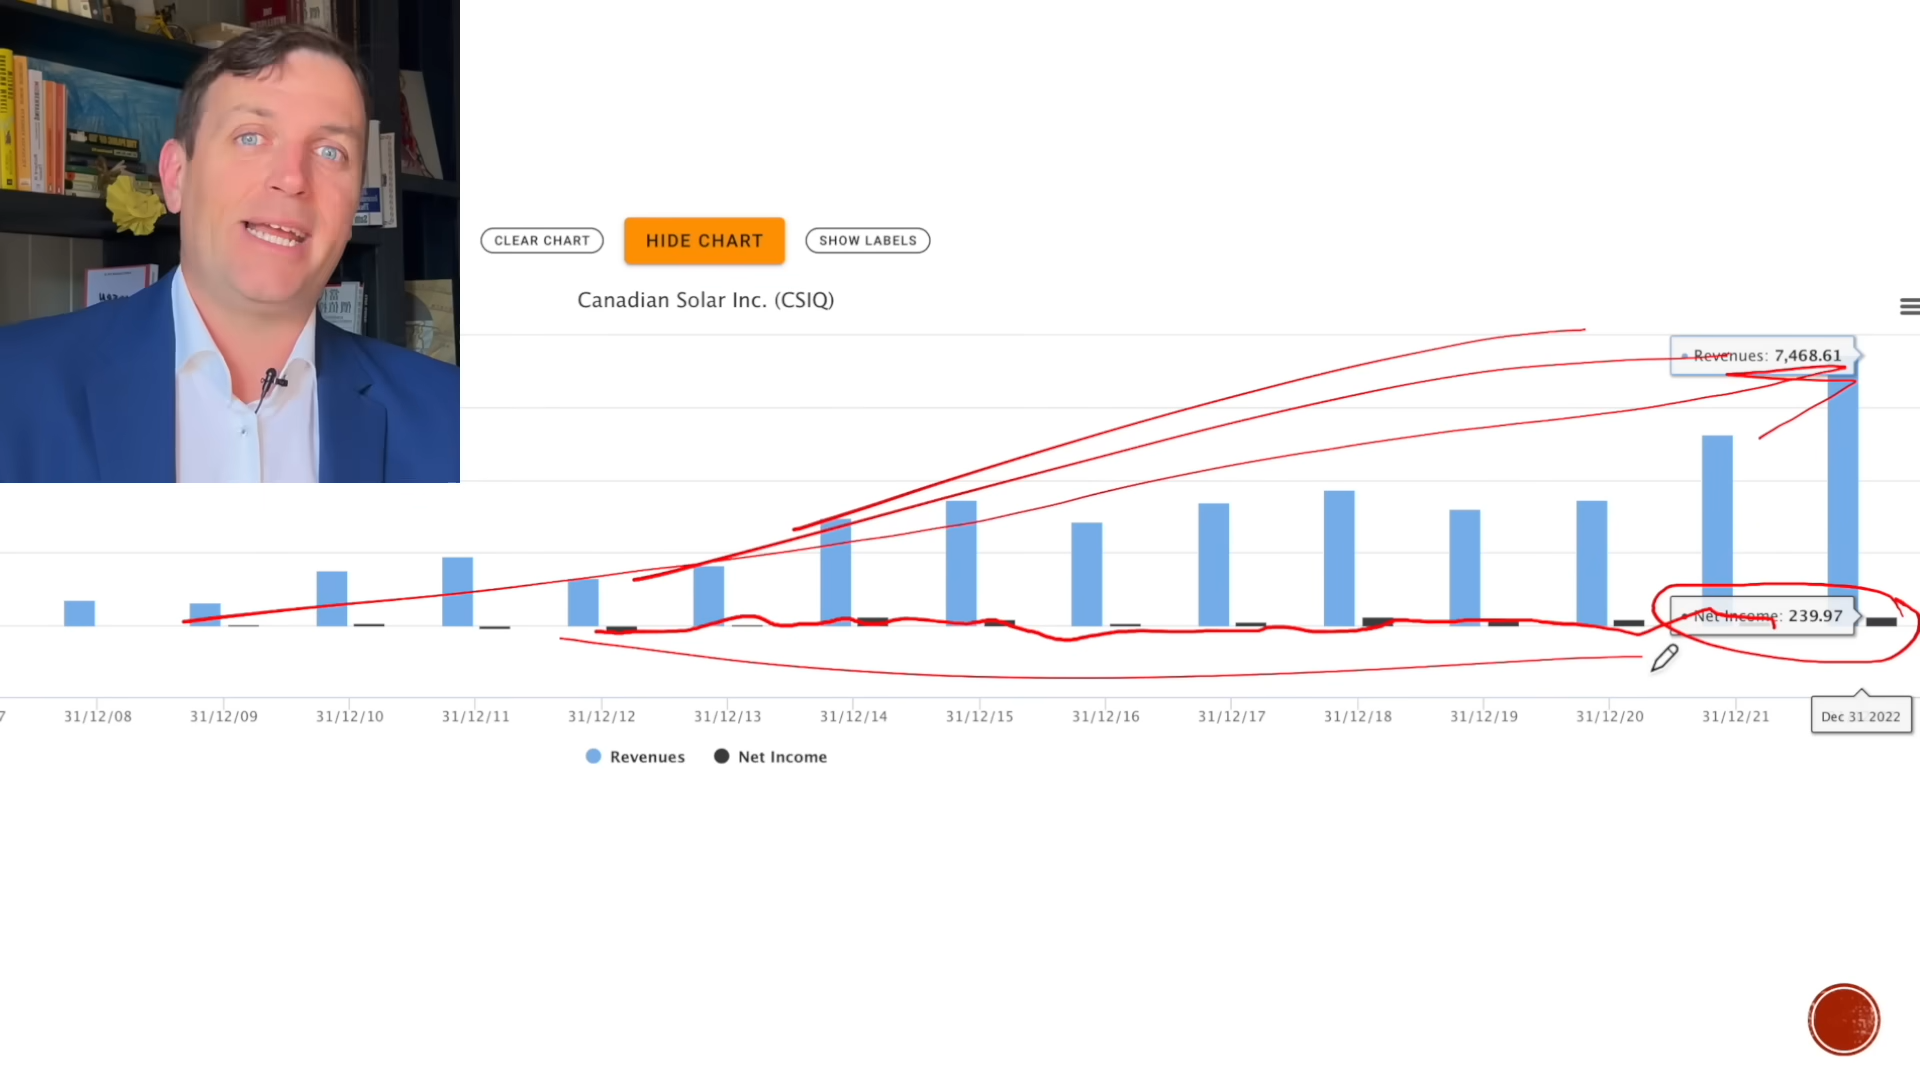 CLEAR CHART
HIDE CHART
SHOW LABELS
Canadian Solar Inc. (CSIQ)
Revenues: 7,468.61
Net Income: 239.97
7
31/12/08
31/12/09
31/12/10
31/12/11
31/12/12
31/12/13
31/12/14
31/12/15
31/12/16
31/12/17
31/12/18
31/12/19
31/12/20
31/12/21
Dec 31 2022
Revenues
Net Income